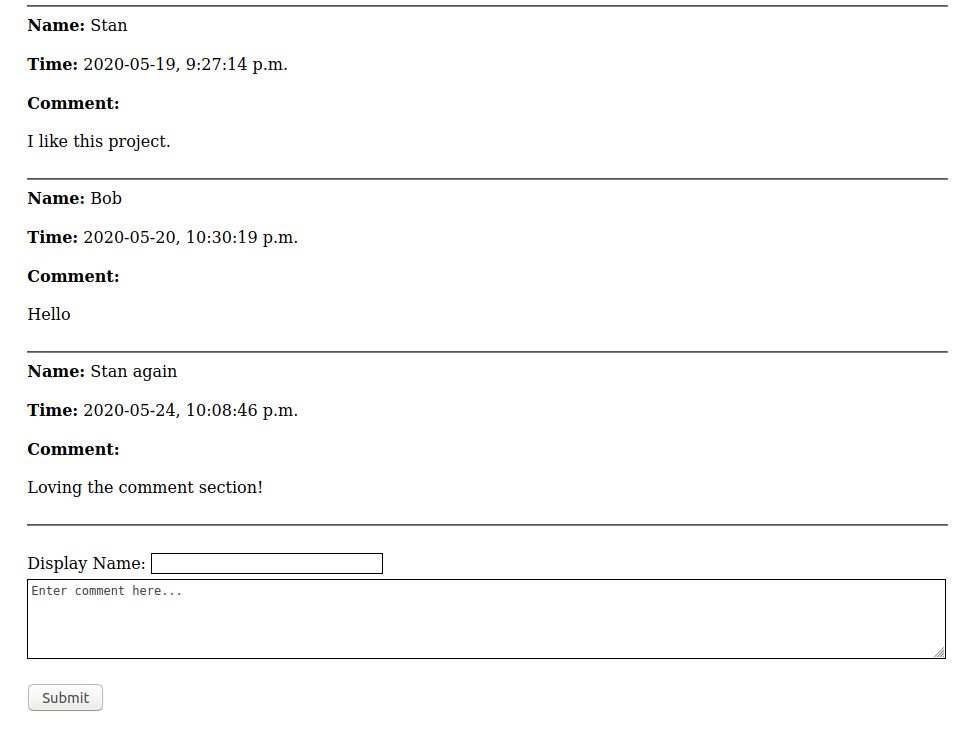 Name: Stan
Time: 2020-05-19, 9:27:14 p.m.
Comment:
I like this project.
Name: Bob
Time: 2020-05-20, 10:30:19 p.m.
Comment:
Hello
Name: Stan again
Time: 2020-05-24, 10:08:46 p.m.
Comment:
Loving the comment section!
Display Name:
Enter comment here...
Submit